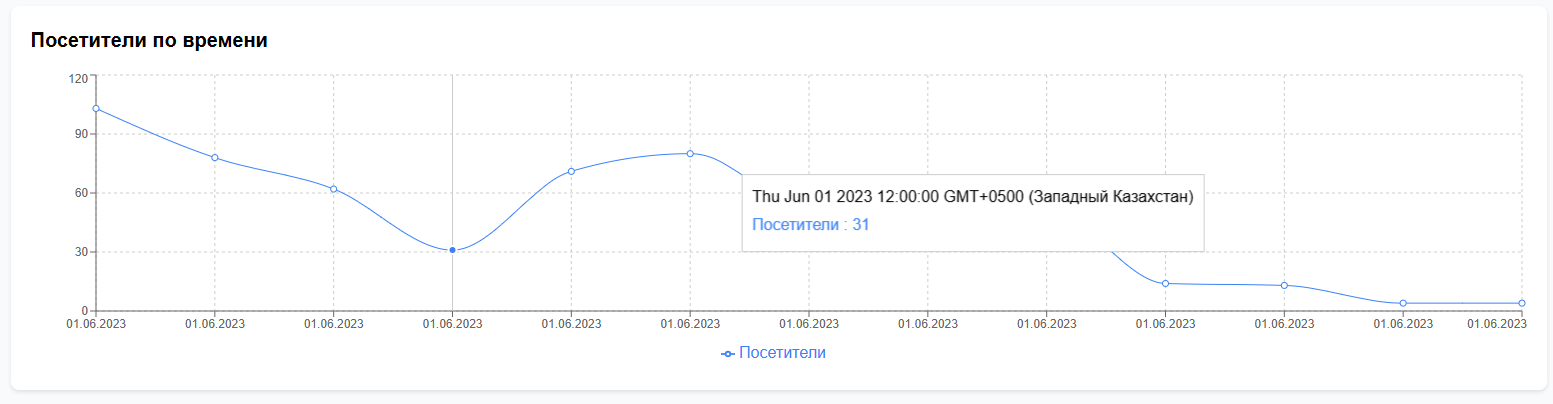 Посетители по времени
120
90
60
30
0
Thu Jun 01 2023 12:00:00 GMT+0500 (Западный Казахстан)
Посетители : 31
01.06.2023 01.06.2023 01.06.2023 01.06.2023 01.06.2023 01.06.2023 01.06.2023 01.06.2023 01.06.2023 01.06.2023 01.06.2023 01.06.2023 01.06.2023
Посетители